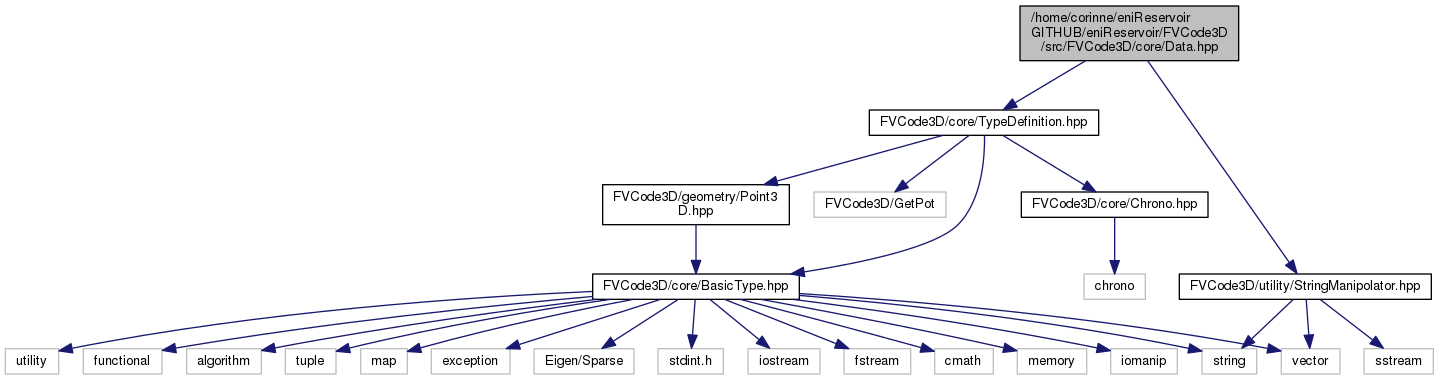 /home/corinne/eniReservoir
GITHUB/eniReservoir/FVCode3D
/src/FVCode3D/core/Data.hpp
FVCode3D/core/TypeDefinition.hpp
FVCode3D/geometry/Point3
D.hpp
FVCode3D/GetPot
FVCode3D/core/Chrono.hpp
FVCode3D/core/BasicType.hpp
chrono
FVCode3D/utility/StringManipolator.hpp
utility
functional
algorithm
tuple
map
exception
Eigen/Sparse
stdint.h
iostream
fstream
cmath
memory
iomanip
string
vector
sstream